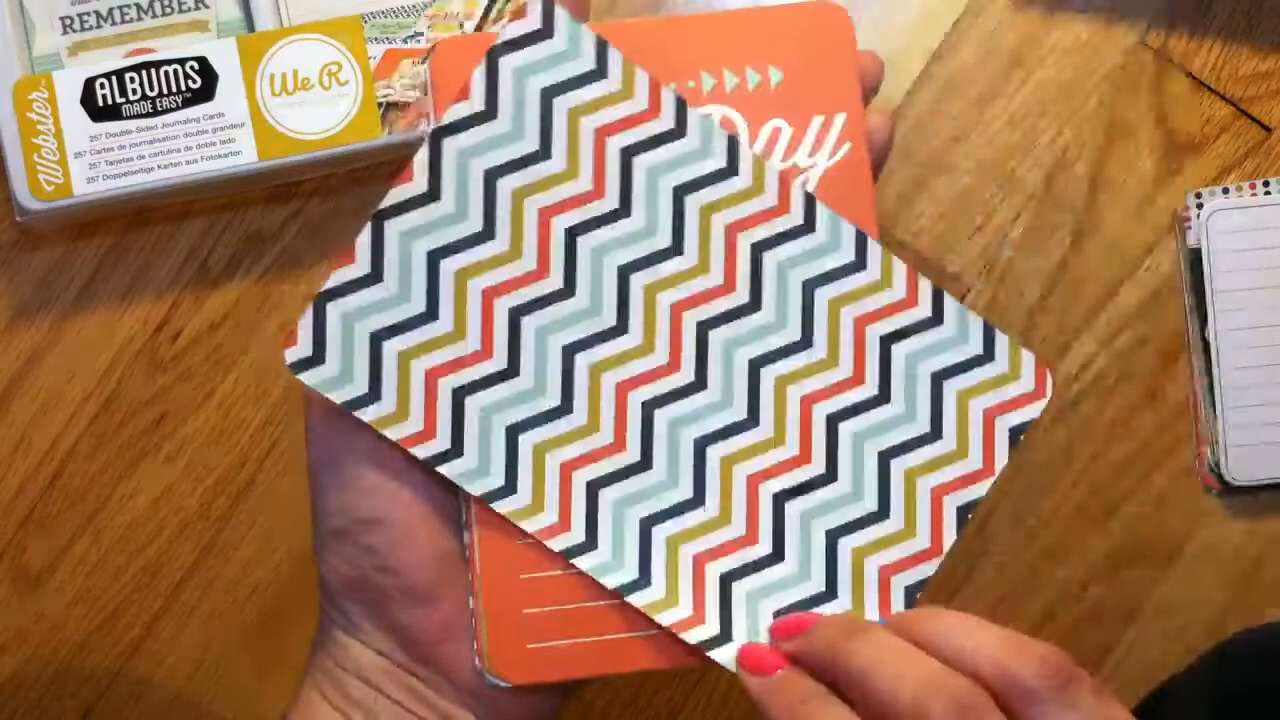 REMEMBER
Webster
ALBUMS
MADE EASY™
257 Double-Sided Journaling Cards
257 Cartes de journalisation double grandeur
257 Tarjetas de cartulina de doble lado
257 Doppelseitige Karten aus Fotokarton
We R
Day